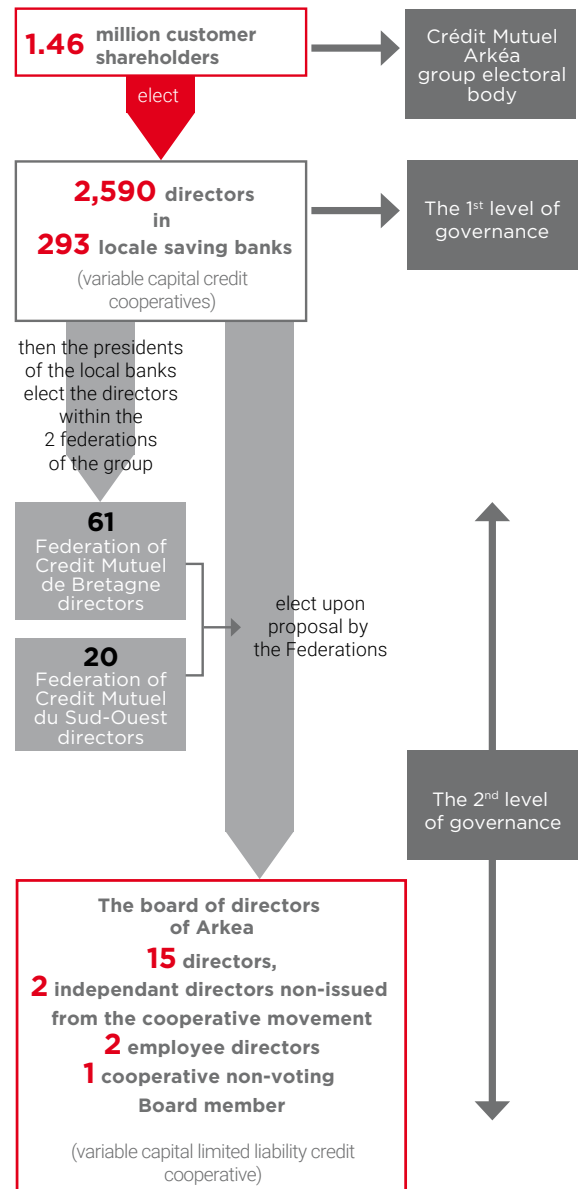 1.46 million customer
shareholders
Crédit Mutuel
Arkéa
group electoral
body
elect
2,590 directors
in
293 locale saving banks
(variable capital credit
cooperatives)
The 1st level of
governance
then the presidents
of the local banks
elect the directors
within the
2 federations
of the group
61
Federation of
Credit Mutuel
de Bretagne
directors
20
Federation of
Credit Mutuel
du Sud-Ouest
directors
elect upon
proposal by
the Federations
The 2nd level
of governance
The board of directors
of Arkea
15 directors,
2 independant directors non-issued
from the cooperative movement
2 employee directors
1 cooperative non-voting
Board member
(variable capital limited liability credit
cooperative)